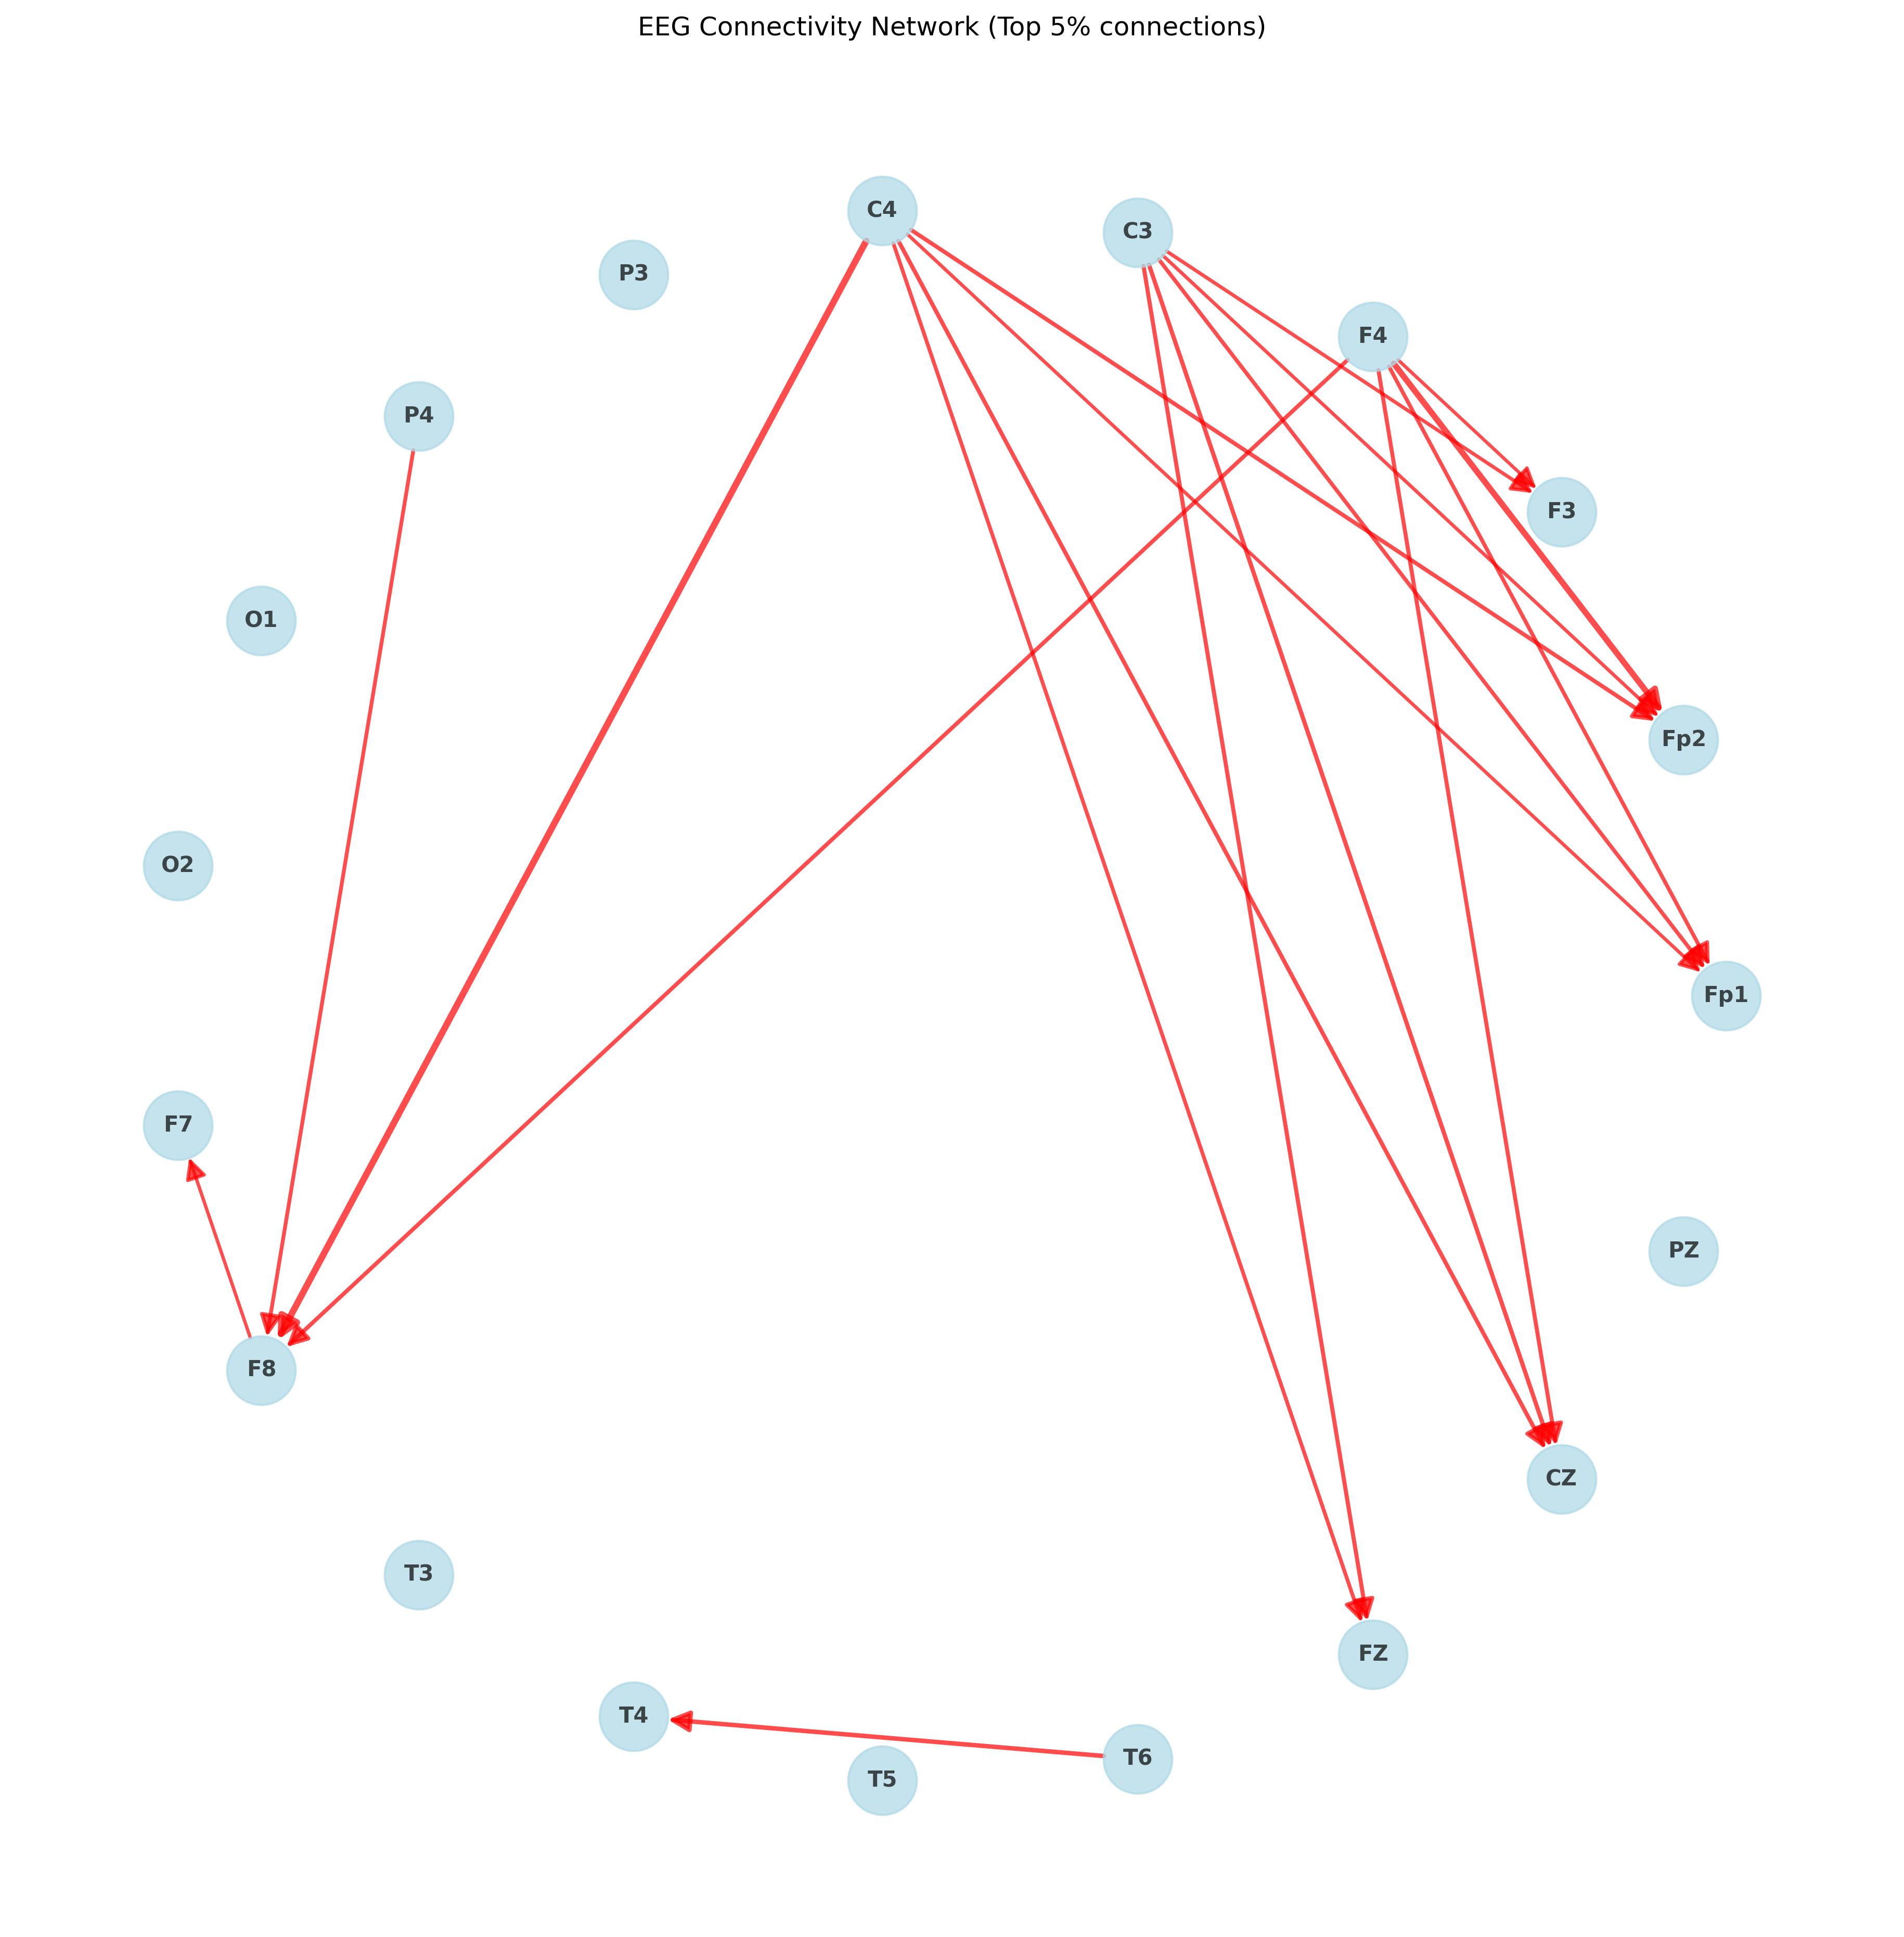 EEG Connectivity Network (Top 5% connections)
C4
C3
P3
F4
P4
F3
O1
Fp2
O2
Fp1
F7
PZ
F8
CZ
T3
FZ
T4
T6
T5